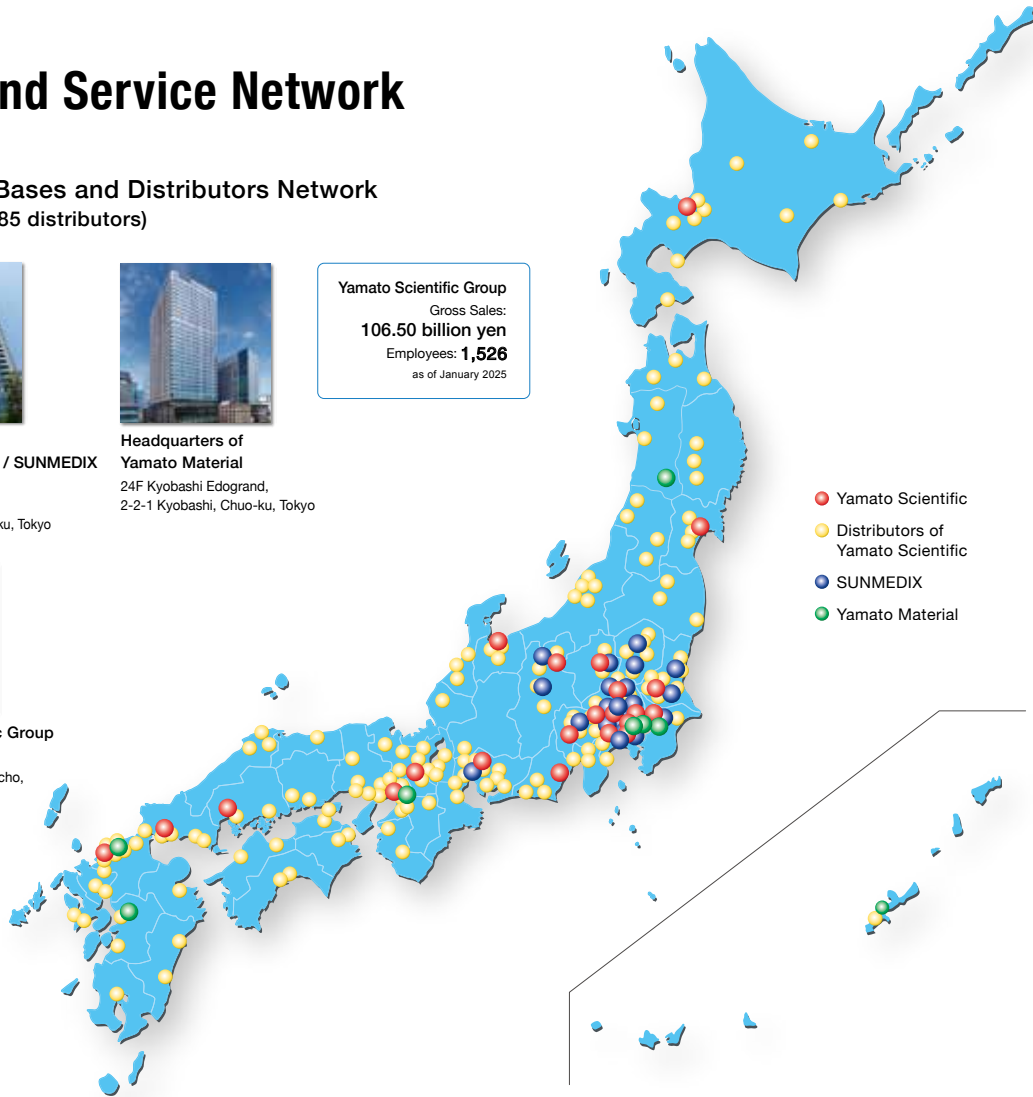 nd Service Network
Bases and Distributors Network
85 distributors)
Yamato Scientific Group
Gross Sales:
106.50 billion yen
Employees: 1,526
as of January 2025
/ SUNMEDIX
ku, Tokyo
Headquarters of
Yamato Material
24F Kyobashi Edogrand,
2-2-1 Kyobashi, Chuo-ku, Tokyo
c Group
cho,
Yamato Scientific
Distributors of
Yamato Scientific
SUNMEDIX
Yamato Material